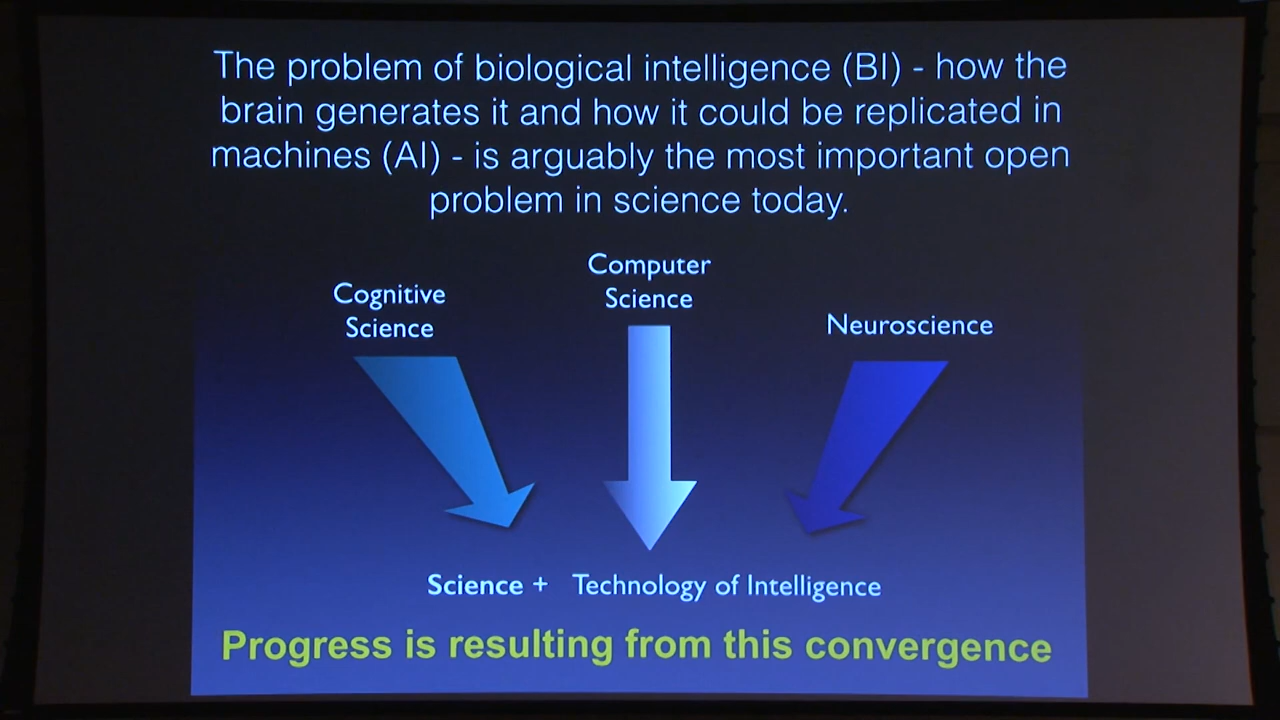 The problem of biological intelligence (BI) - how the
brain generates it and how it could be replicated in
machines (AI) - is arguably the most important open
problem in science today.
Computer
Science
Cognitive
Science
Neuroscience
Science + Technology of Intelligence
Progress is resulting from this convergence